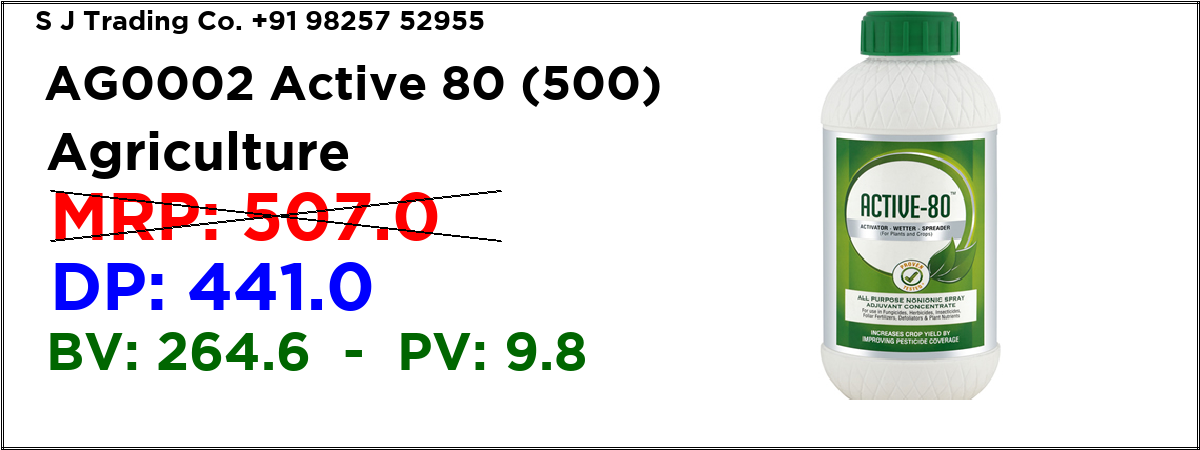 S J Trading Co. +91 98257 52955
AG0002 Active 80 (500)
Agriculture
MRP: 507.0
DP: 441.0
BV: 264.6 - PV: 9.8
ACTIVE-80™
ACTIVATOR - WETTER - SPREADER
(For Plants and Crops)
PROVEN
TESTED
ALL PURPOSE NONIONIC SPRAY
ADJUVANT CONCENTRATE
For use in Fungicides, Herbicides, Insecticides,
Foliar Fertilizers, Defoliators & Plant Nutrients
INCREASES CROP YIELD BY
IMPROVING PESTICIDE COVERAGE